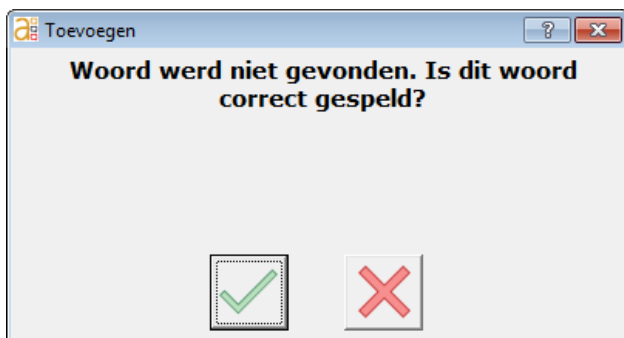 Toevoegen
Woord werd niet gevonden. Is dit woord
correct gespeld?